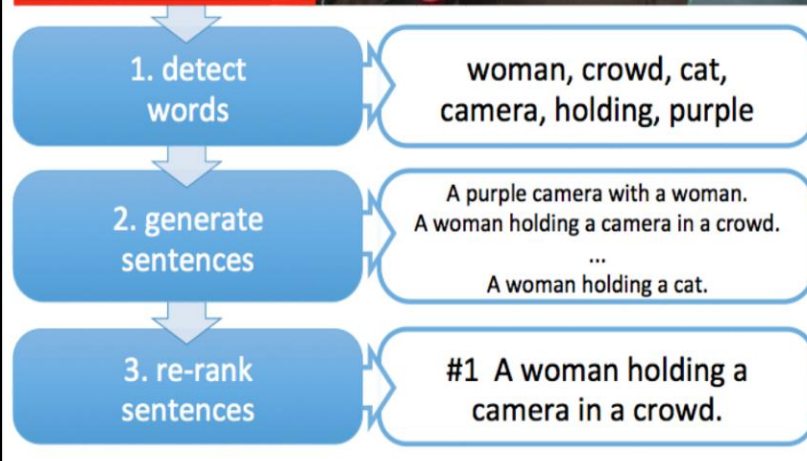 1. detect
words
woman, crowd, cat,
camera, holding, purple
2. generate
sentences
A purple camera with a woman.
A woman holding a camera in a crowd.
...
A woman holding a cat.
3. re-rank
sentences
#1 A woman holding a
camera in a crowd.